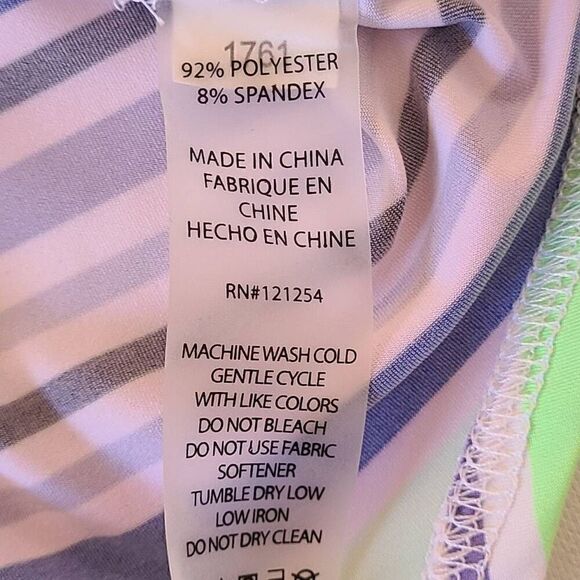 1761
92% POLYESTER
8% SPANDEX
MADE IN CHINA
FABRIQUE EN
CHINE
HECHO EN CHINE
RN#121254
MACHINE WASH COLD
GENTLE CYCLE
WITH LIKE COLORS
DO NOT BLEACH
DO NOT USE FABRIC
SOFTENER
TUMBLE DRY LOW
LOW IRON
DO NOT DRY CLEAN